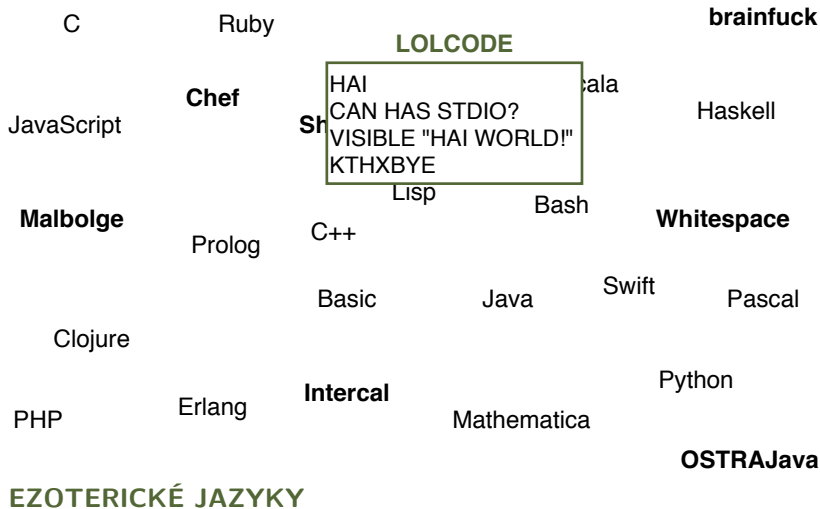 C
Ruby
brainfuck
LOLCODE
HAI
CAN HAS STDIO?
VISIBLE "HAI WORLD!"
KTHXBYE
Chef
JavaScript
Haskell
Malbolge
Lisp
Bash
Whitespace
Prolog
C++
Basic
Java
Swift
Pascal
Clojure
Python
PHP
Erlang
Intercal
Mathematica
OSTRAJava
EZOTERICKÉ JAZYKY